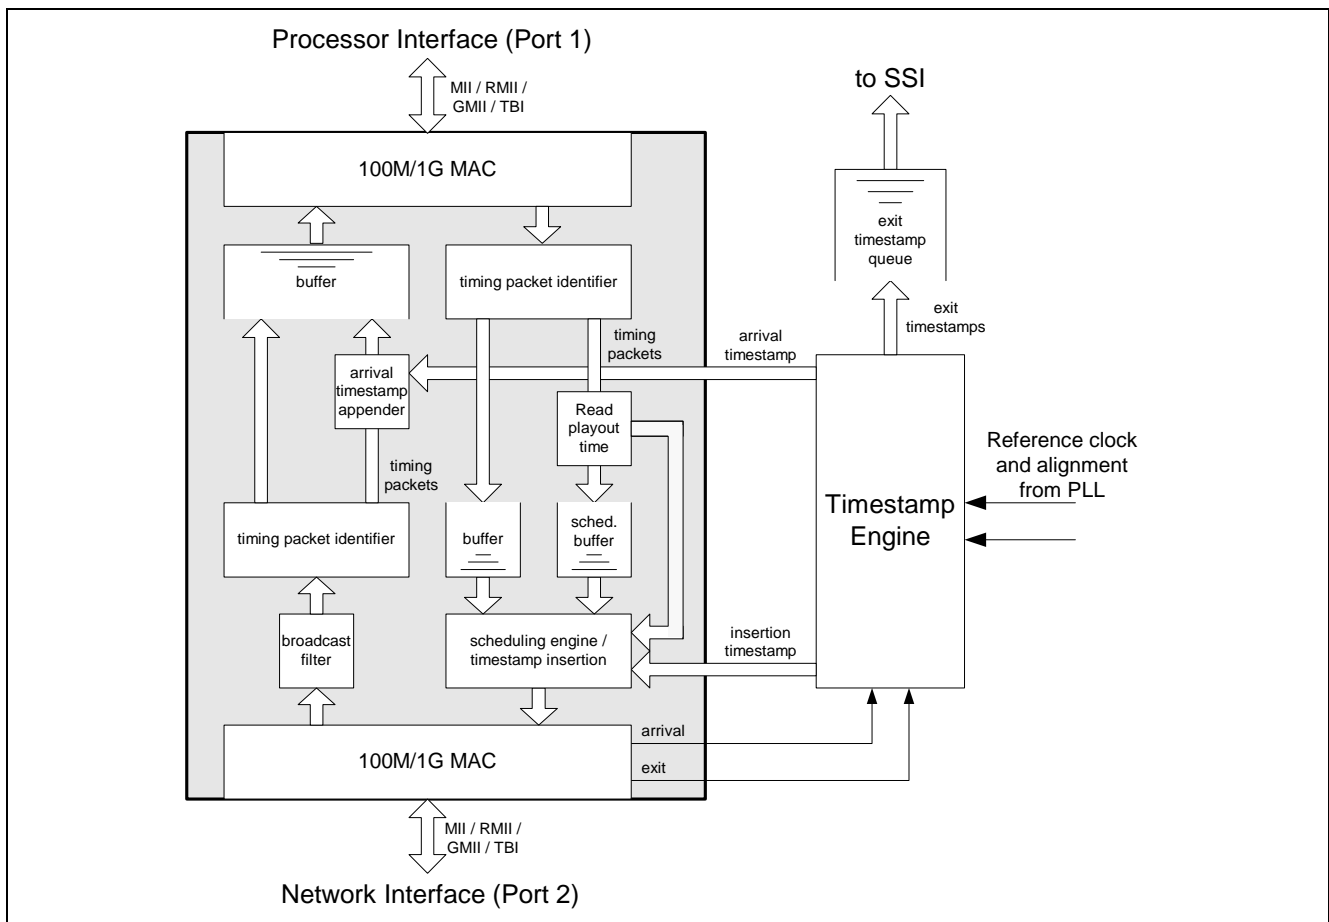 Processor Interface (Port 1)
MII / RMII /
GMII / TBI
to SSI
100M/1G MAC
exit
timestamp
queue
buffer
timing packet identifier
exit
timestamps
timing
packets
arrival
timestamp
arrival
timestamp
appender
Read
playout
time
Reference clock
and alignment
from PLL
timing
packets
Timestamp
Engine
timing packet identifier
buffer
sched.
buffer
broadcast
filter
scheduling engine /
timestamp insertion
insertion
timestamp
100M/1G MAC
arrival
exit
MII / RMII /
GMII / TBI
Network Interface (Port 2)